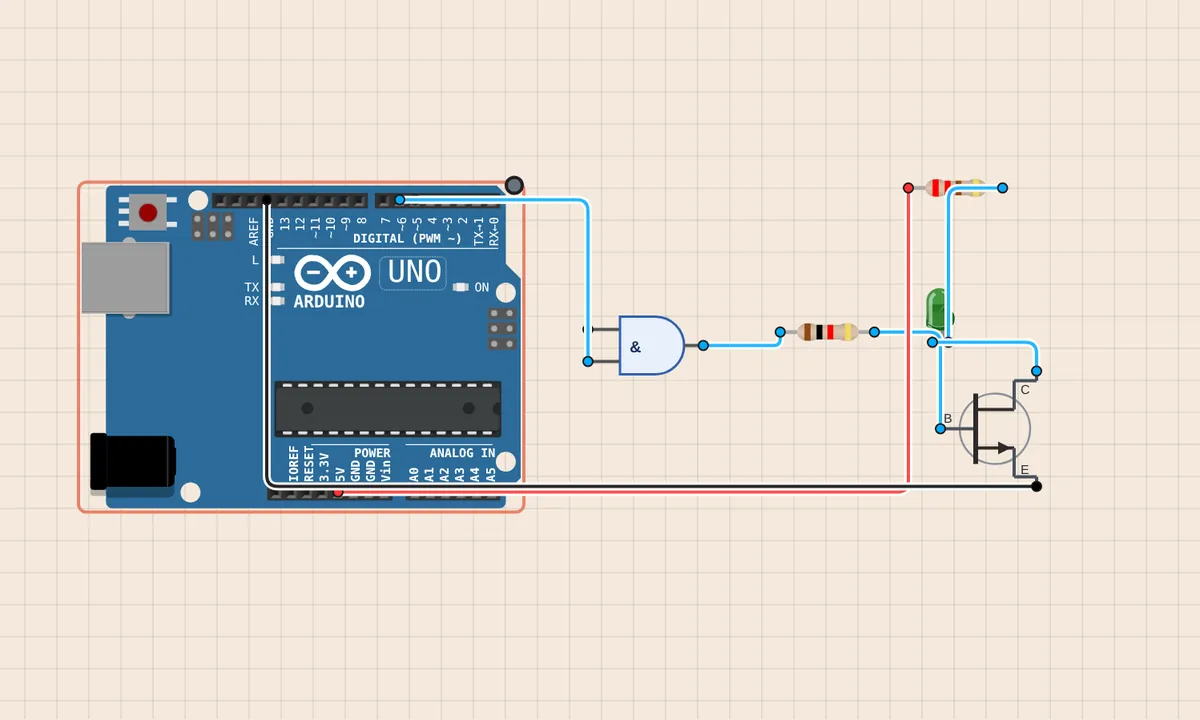 AREF
GND
13
12
~11
~10
~9
8
7
~6
~5
4
~3
2
TX→1
RX←0
DIGITAL (PWM ~)
L
TX
RX
UNO
ON
ARDUINO
&
C
B
E
IOREF
RESET
3.3V
5V
GND
GND
Vin
POWER
ANALOG IN
A0
A1
A2
A3
A4
A5